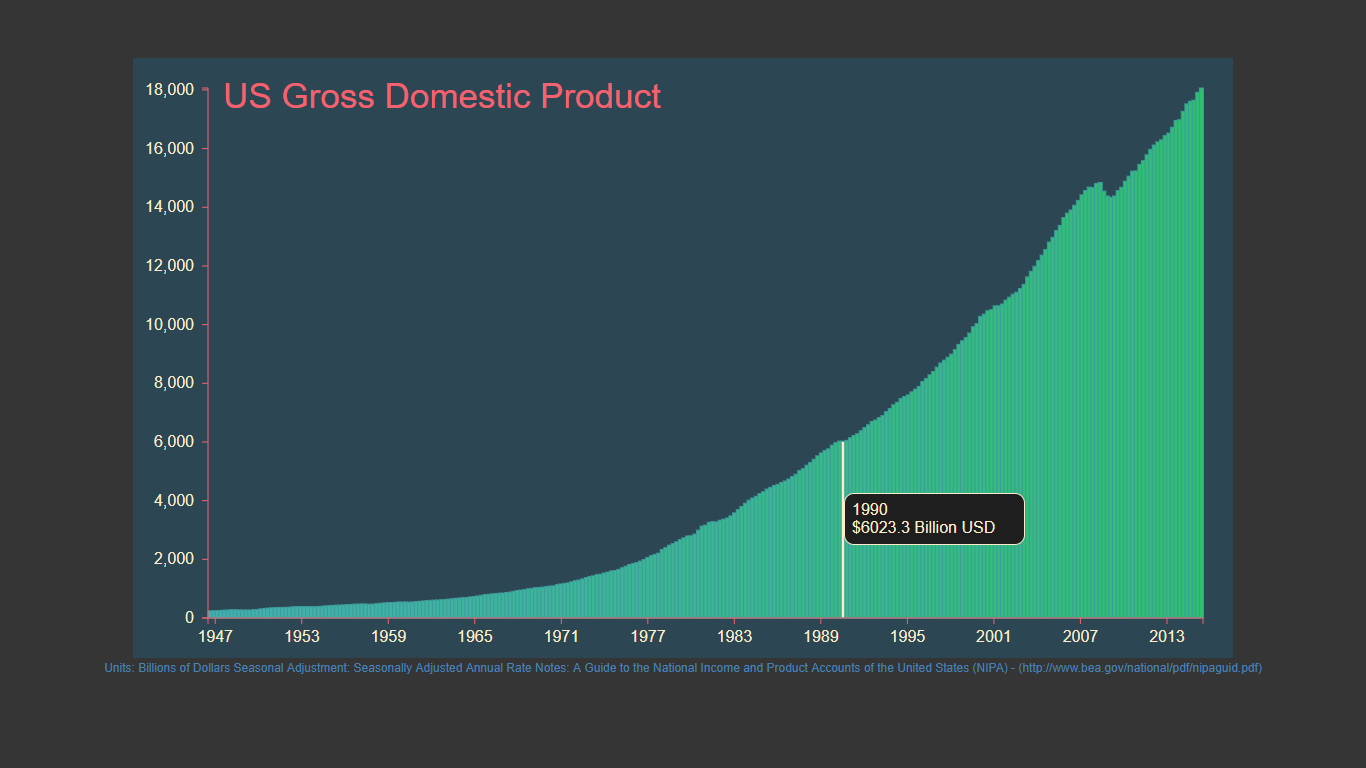 US Gross Domestic Product
18,000
16,000
14,000
12,000
10,000
8,000
6,000
4,000
2,000
0
1990
$6023.3 Billion USD
1947 1953 1959 1965 1971 1977 1983 1989 1995 2001 2007 2013
Units: Billions of Dollars Seasonal Adjustment: Seasonally Adjusted Annual Rate Notes: A Guide to the National Income and Product Accounts of the United States (NIPA) - (http://www.bea.gov/national/pdf/nipaguid.pdf)